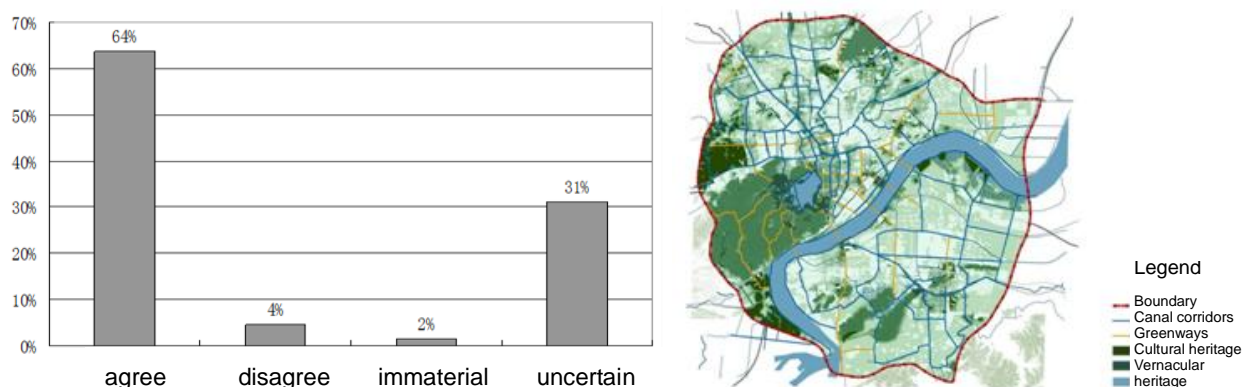 70%
60%
50%
40%
30%
20%
10%
0%
64%
4%
2%
31%
agree disagree immaterial uncertain
Legend
Boundary
Canal corridors
Greenways
Cultural heritage
Vernacular
heritage